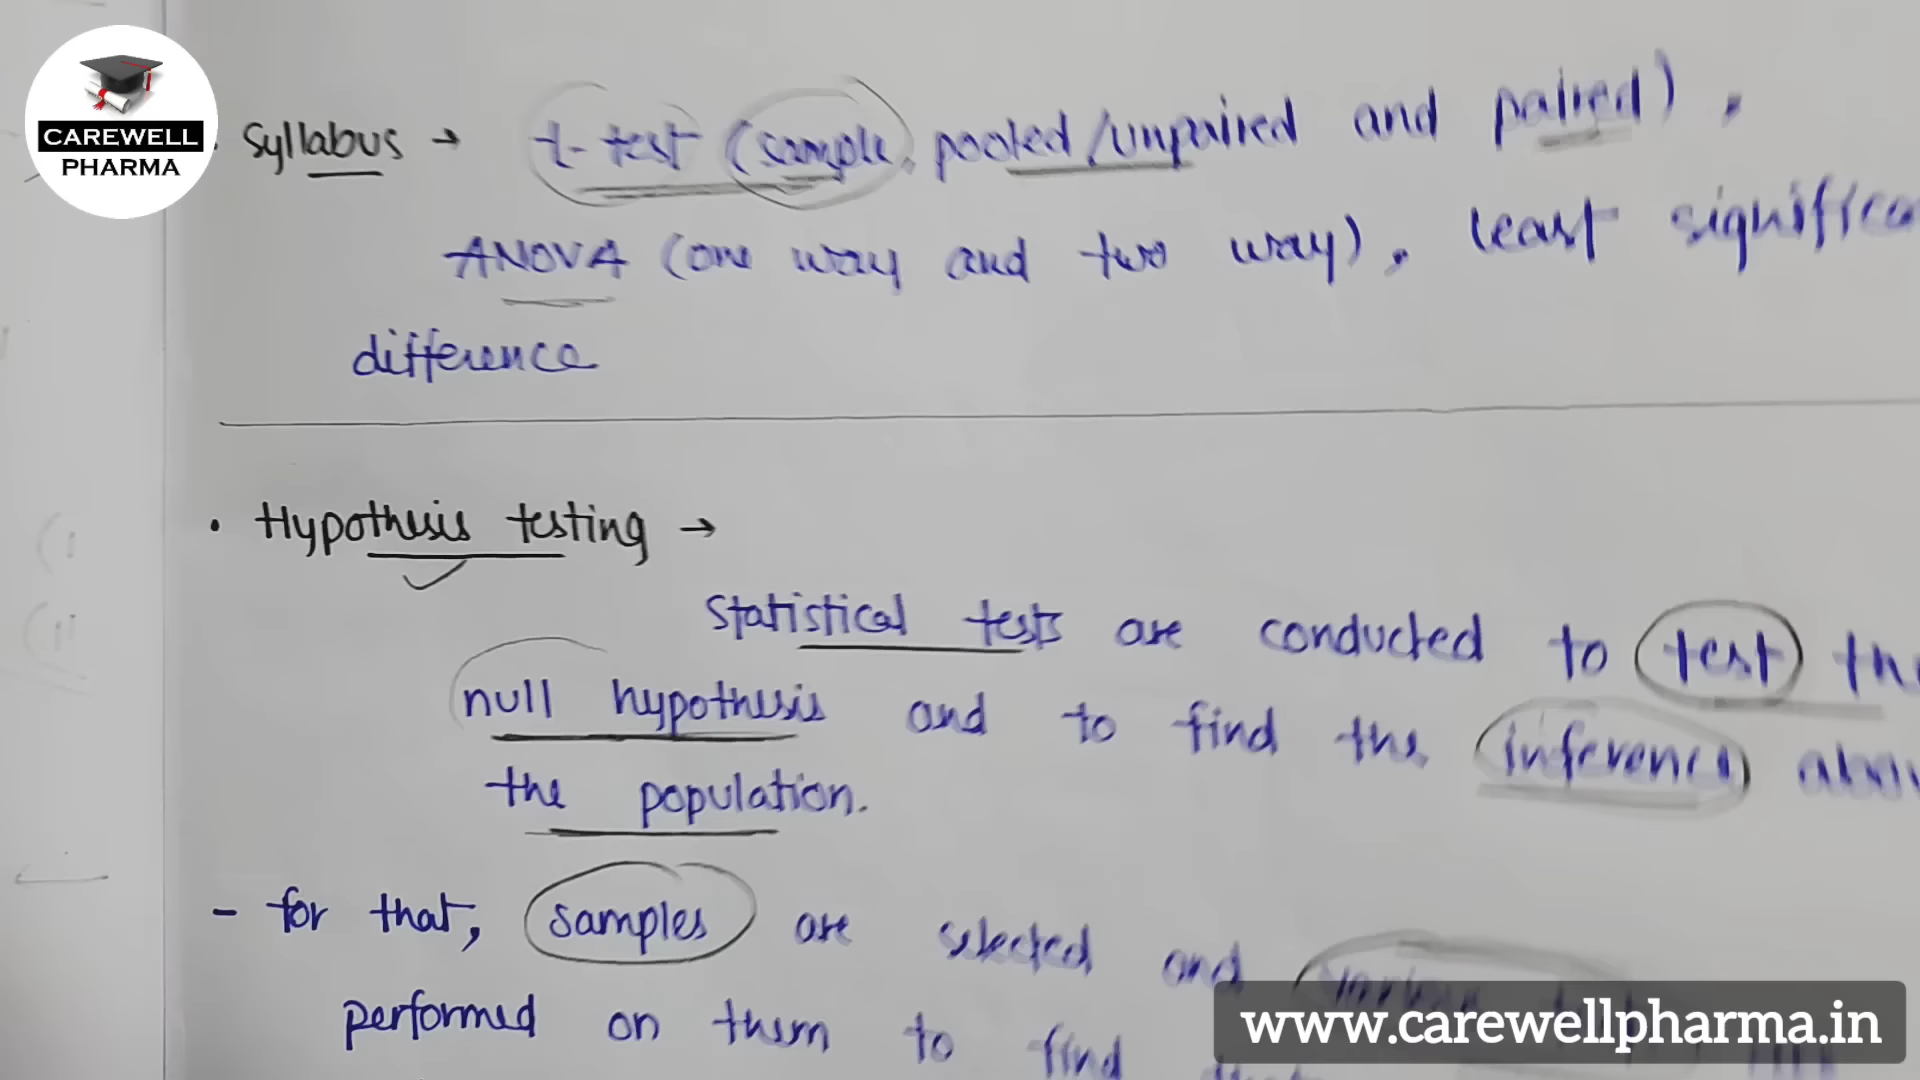 CAREWELL
PHARMA
Syllabus → t-test (sample, pooled/unpaired and paired),
ANOVA (one way and two way), least
difference
• Hypothesis testing →
Statistical tests are conducted to test
null hypothesis and to find the inference
the population.
- for that, samples are selected and
performed on them to find
www.carewellpharma.in